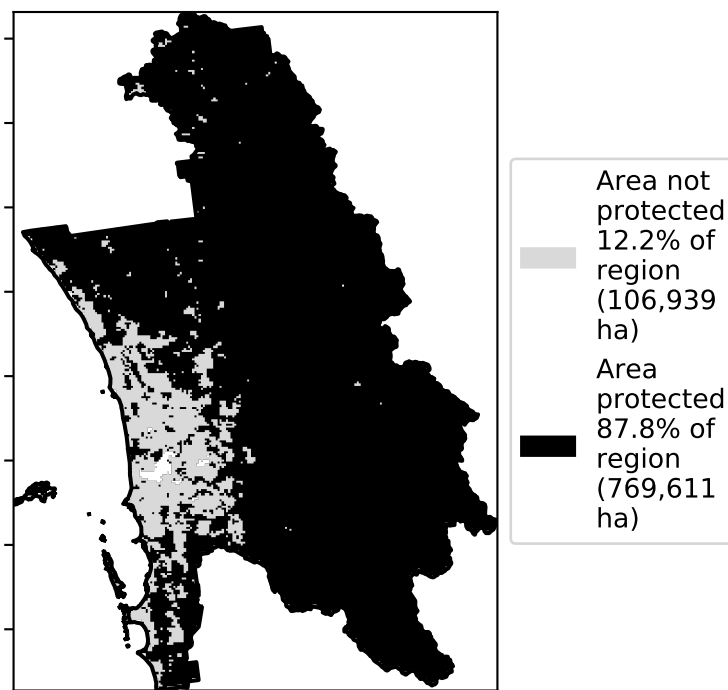 Area not
protected
12.2% of
region
(106,939
ha)
Area
protected
87.8% of
region
(769,611
ha)